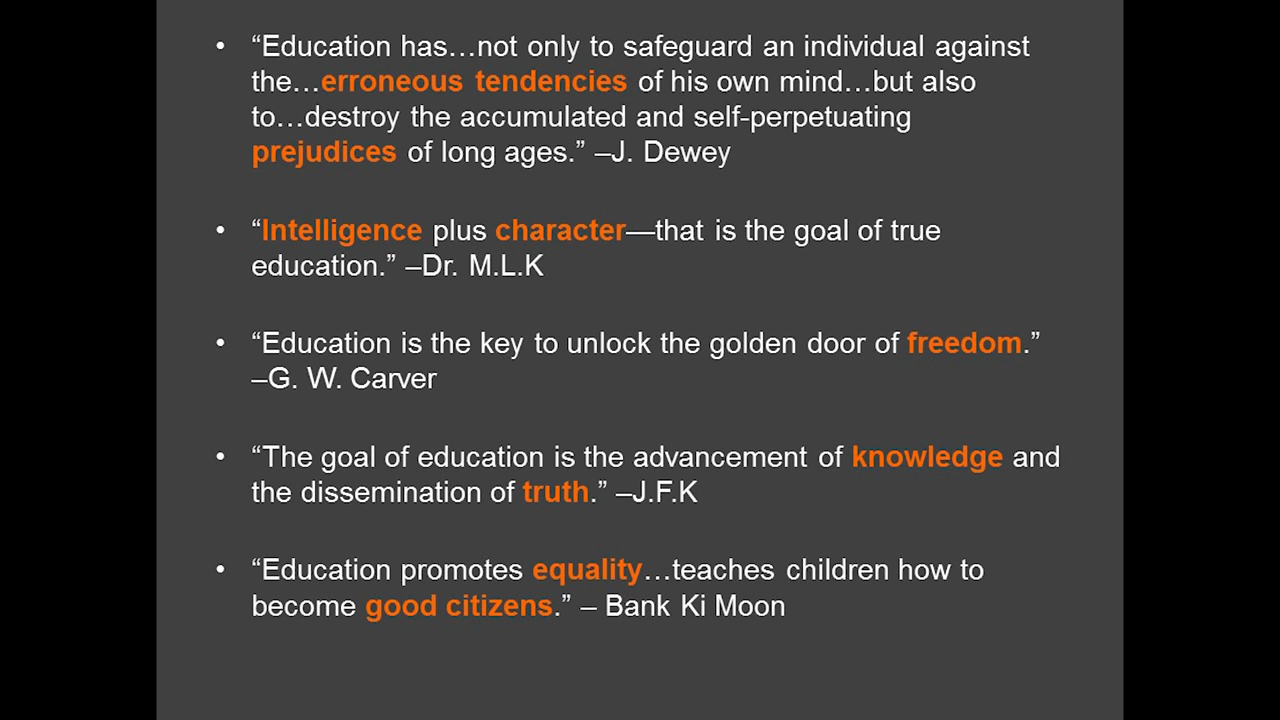 • “Education has…not only to safeguard an individual against
the…erroneous tendencies of his own mind…but also
to…destroy the accumulated and self-perpetuating
prejudices of long ages.” –J. Dewey
• “Intelligence plus character—that is the goal of true
education.” –Dr. M.L.K
• “Education is the key to unlock the golden door of freedom.”
–G. W. Carver
• “The goal of education is the advancement of knowledge and
the dissemination of truth.” –J.F.K
• “Education promotes equality…teaches children how to
become good citizens.” – Bank Ki Moon